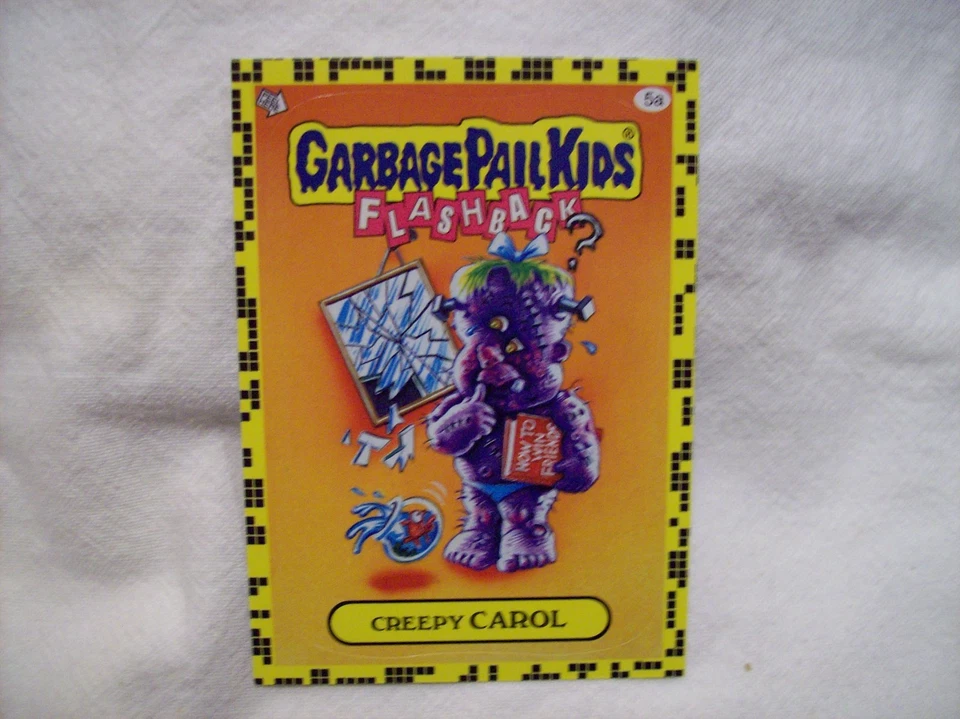 5a
GARBAGE PAIL KIDS®
FLASHBACK
?
HOW TO
WIN
FRIENDS
CREEPY CAROL